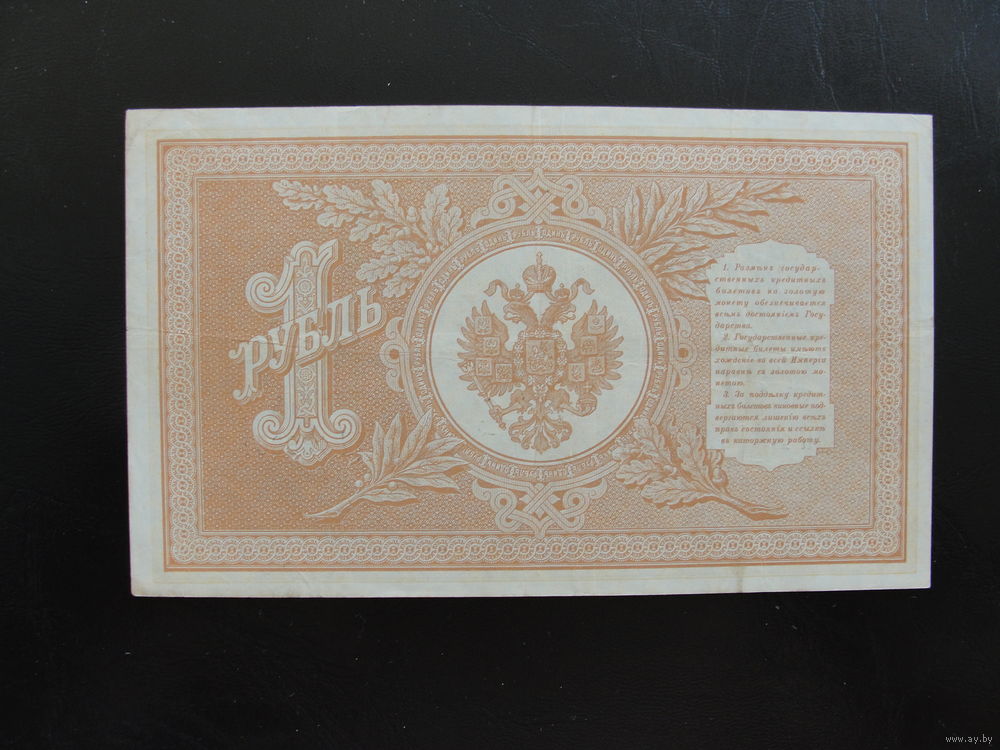 1
РУБЛЬ
1. Размѣнъ государ-
ственныхъ кредитныхъ
билетовъ на золотую
монету обезпечивается
всѣмъ достояніемъ Госу-
дарства.
2. Государственные кре-
дитные билеты имѣютъ
хожденіе во всей Имперіи
наравнѣ съ золотою мо-
нетою.
3. За поддѣлку кредит-
ныхъ билетовъ виновные под-
вергаются лишенію всѣхъ
правъ состоянія и ссылкѣ
въ каторжную работу.
www.ay.by